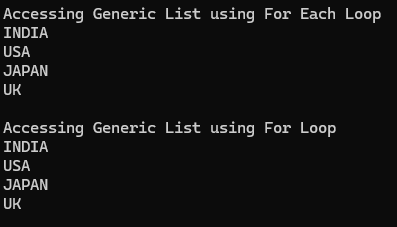 Accessing Generic List using For Each Loop
INDIA
USA
JAPAN
UK
Accessing Generic List using For Loop
INDIA
USA
JAPAN
UK